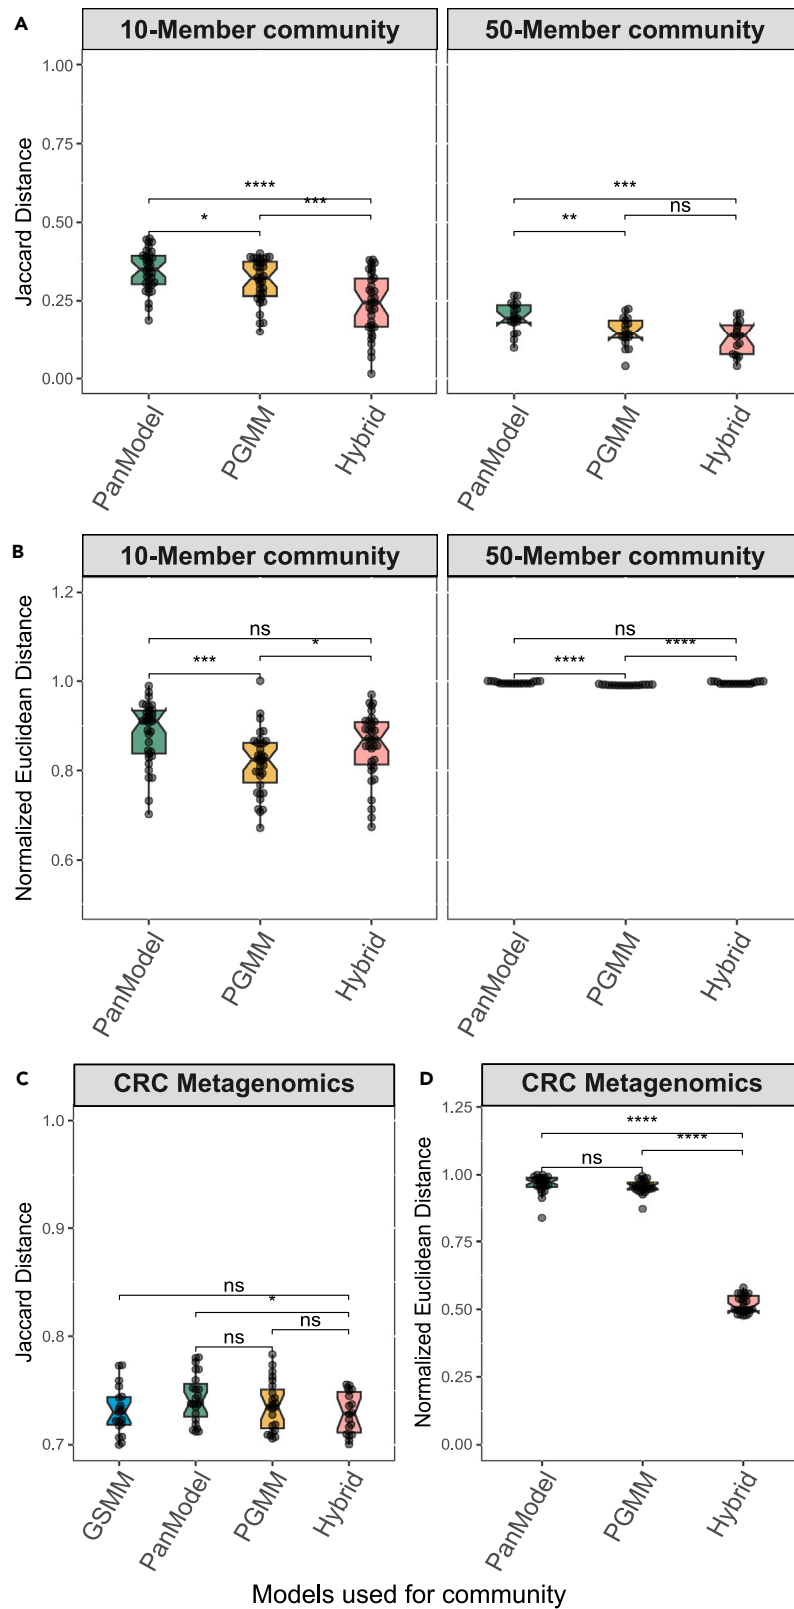 A
10-Member community
50-Member community
Jaccard Distance
1.00
0.75
0.50
0.25
0.00
****
***
*
***
ns
**
PanModel
PGMM
Hybrid
PanModel
PGMM
Hybrid
B
10-Member community
50-Member community
Normalized Euclidean Distance
1.2
1.0
0.8
0.6
ns
*
***
ns
****
****
PanModel
PGMM
Hybrid
PanModel
PGMM
Hybrid
C
CRC Metagenomics
Jaccard Distance
1.0
0.9
0.8
0.7
ns
*
ns
ns
GSMM
PanModel
PGMM
Hybrid
D
CRC Metagenomics
Normalized Euclidean Distance
1.25
1.00
0.75
0.50
0.25
0.00
****
****
ns
PanModel
PGMM
Hybrid
Models used for community